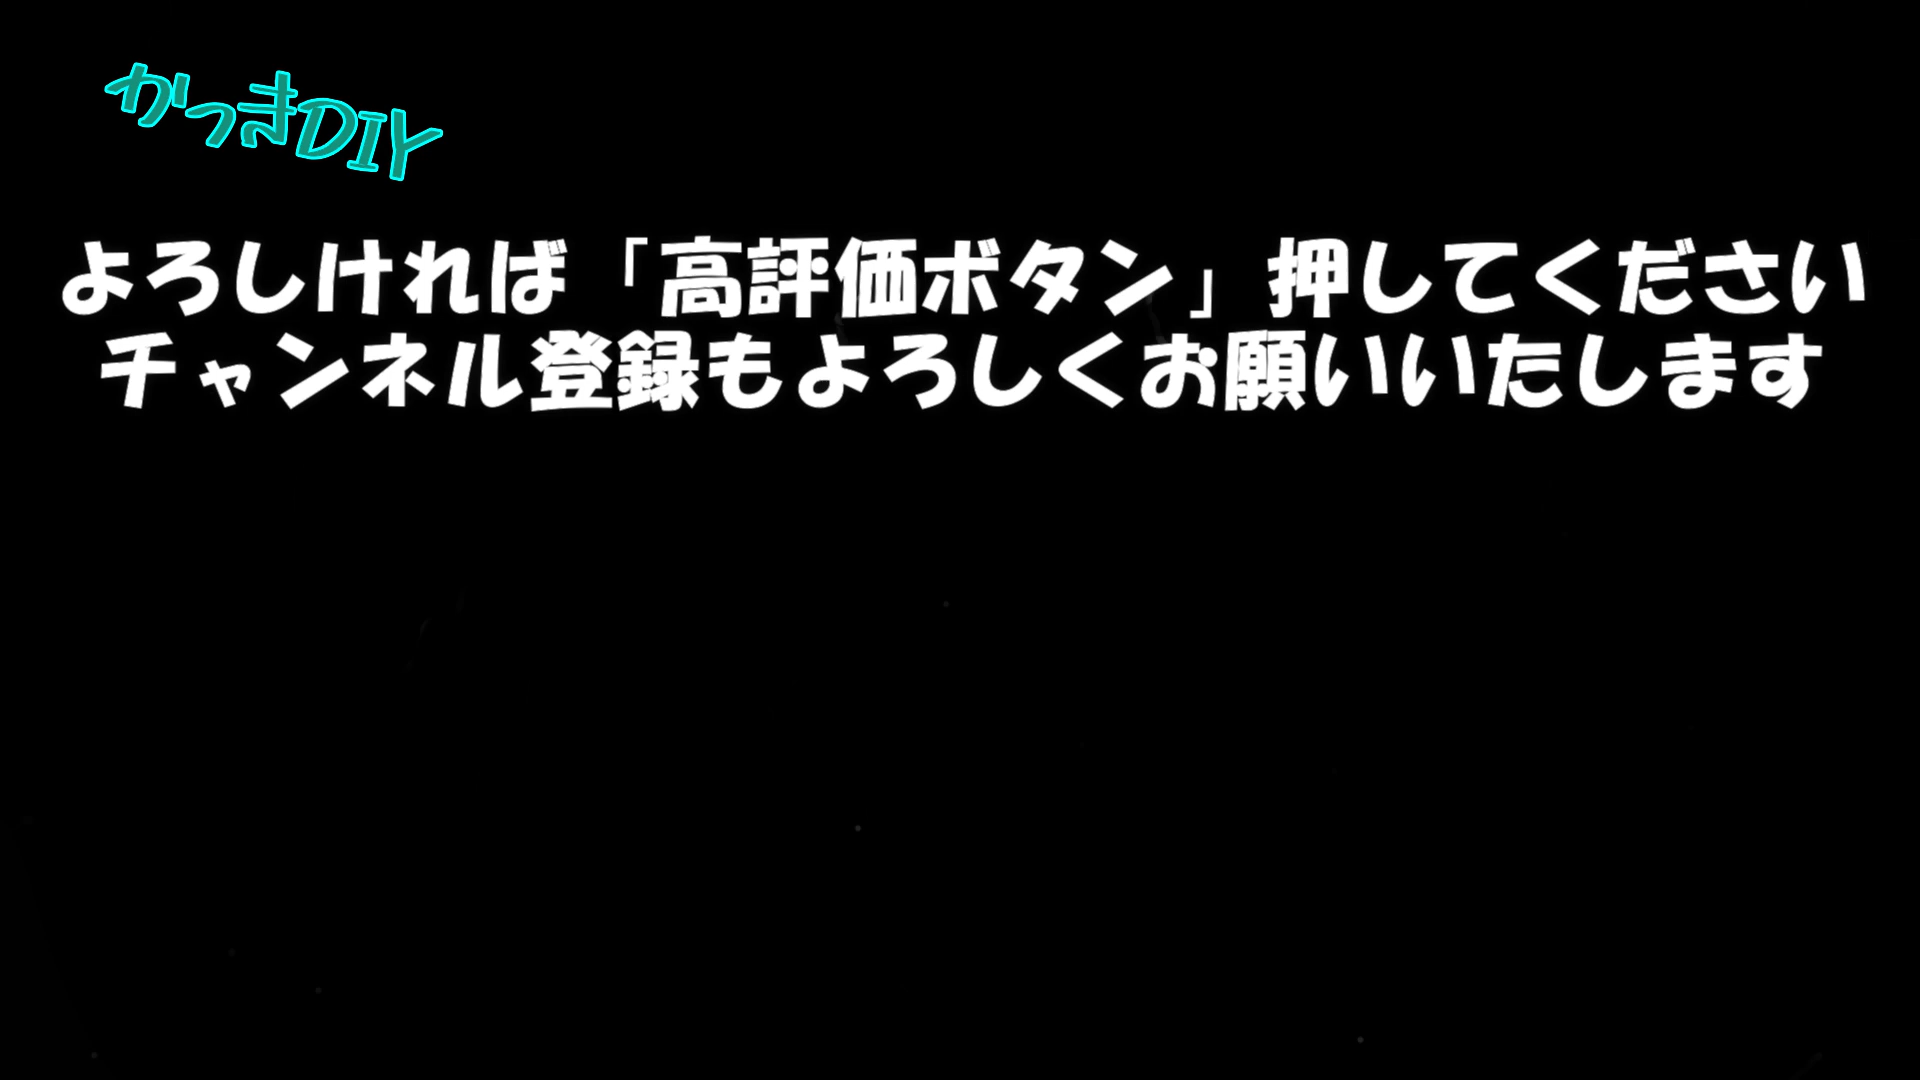 かつきDIY
よろしければ「高評価ボタン」押してください
チャンネル登録もよろしくお願いいたします